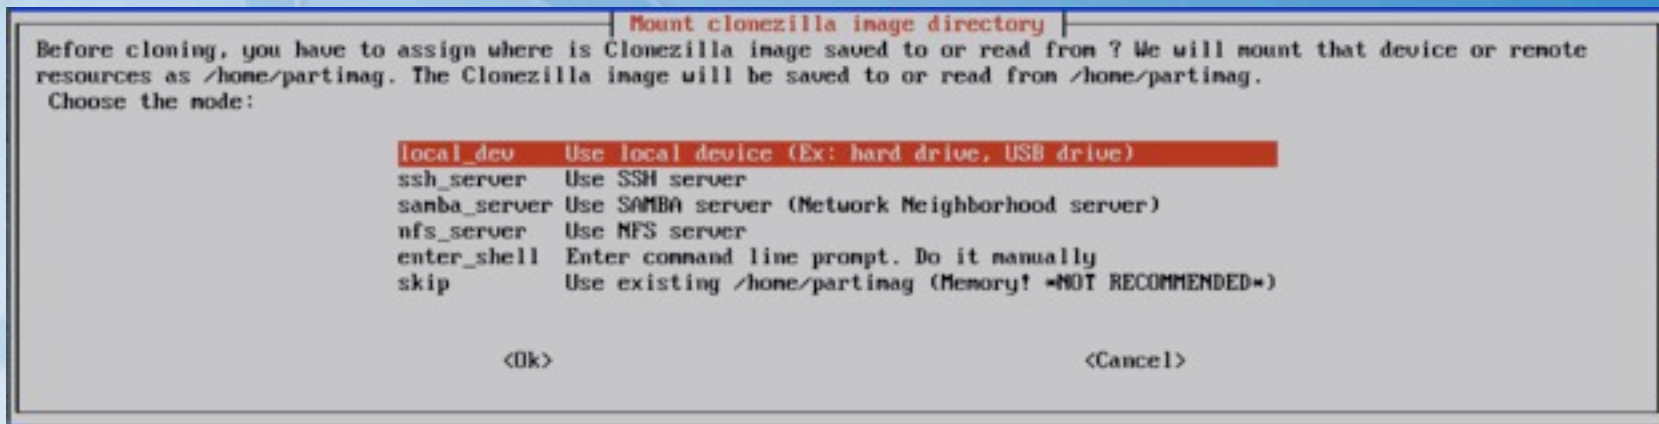 Mount clonezilla image directory
Before cloning, you have to assign where is Clonezilla image saved to or read from ? We will mount that device or remote
resources as /home/partimag. The Clonezilla image will be saved to or read from /home/partimag.
Choose the mode:
local_dev Use local device (Ex: hard drive, USB drive)
ssh_server Use SSH server
samba_server Use SAMBA server (Network Neighborhood server)
nfs_server Use NFS server
enter_shell Enter command line prompt. Do it manually
skip Use existing /home/partimag (Memory! *NOT RECOMMENDED*)
<Ok> <Cancel>